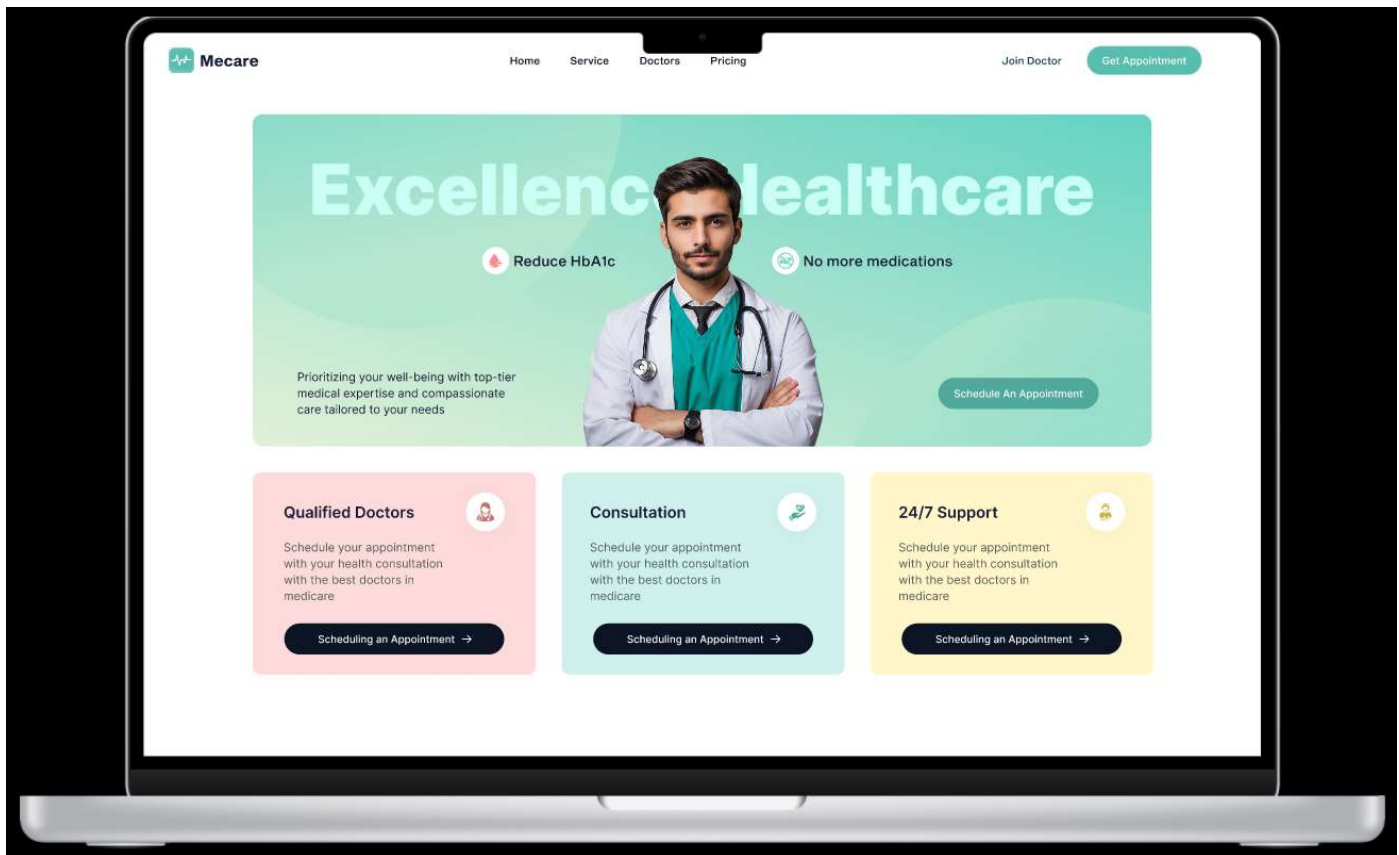 Mecare
Home
Service
Doctors
Pricing
Join Doctor
Get Appointment
Excellence Healthcare
Reduce HbA1c
No more medications
Prioritizing your well-being with top-tier
medical expertise and compassionate
care tailored to your needs
Schedule An Appointment
Qualified Doctors
Schedule your appointment
with your health consultation
with the best doctors in
medicare
Scheduling an Appointment →
Consultation
Schedule your appointment
with your health consultation
with the best doctors in
medicare
Scheduling an Appointment →
24/7 Support
Schedule your appointment
with your health consultation
with the best doctors in
medicare
Scheduling an Appointment →